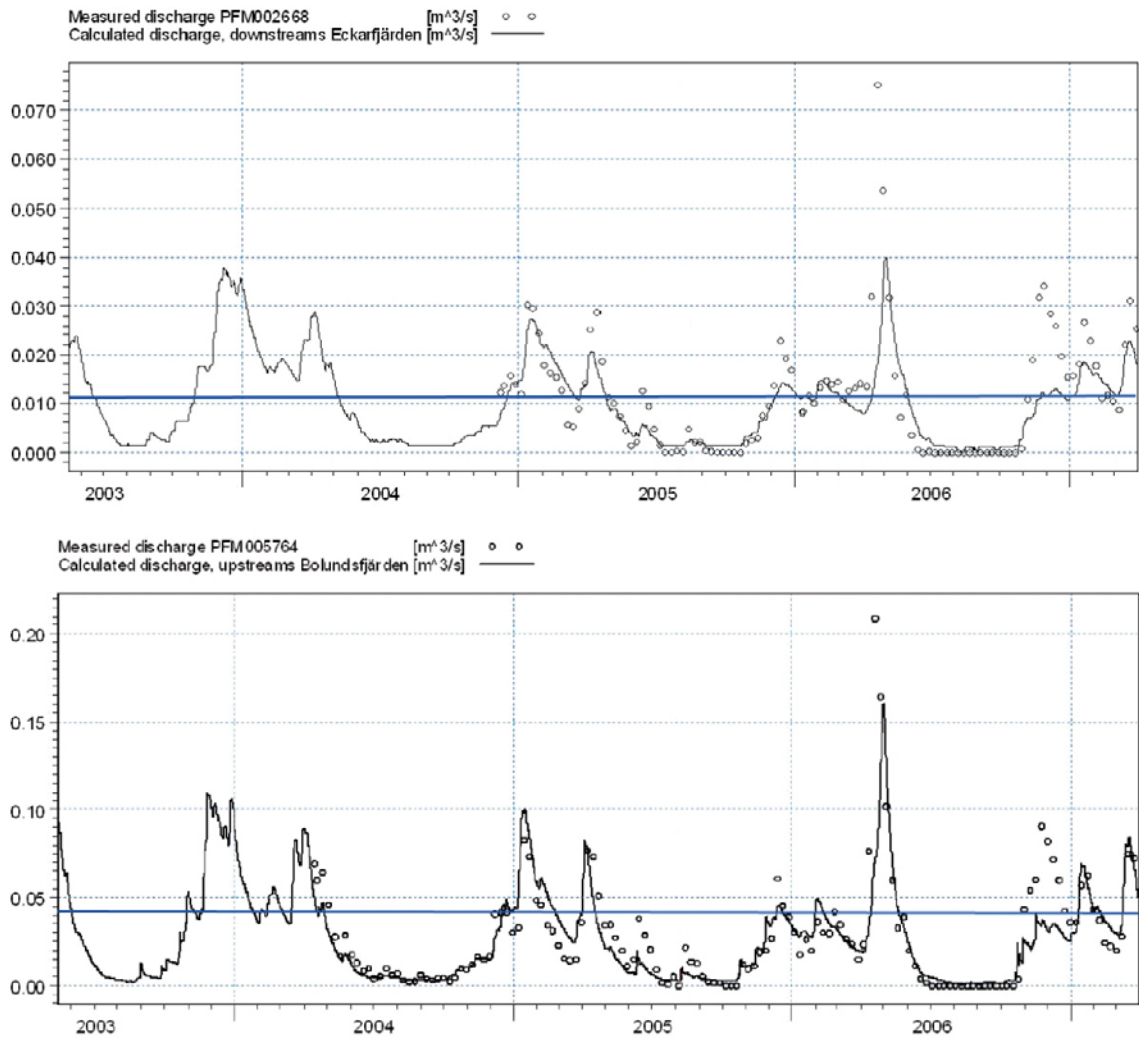 Measured discharge PFM002668 [m^3/s]
Calculated discharge, downstreams Eckarfjärden [m^3/s]
0.070
0.060
0.050
0.040
0.030
0.020
0.010
0.000
2003 2004 2005 2006
Measured discharge PFM005764 [m^3/s]
Calculated discharge, upstreams Bolundsfjärden [m^3/s]
0.20
0.15
0.10
0.05
0.00
2003 2004 2005 2006